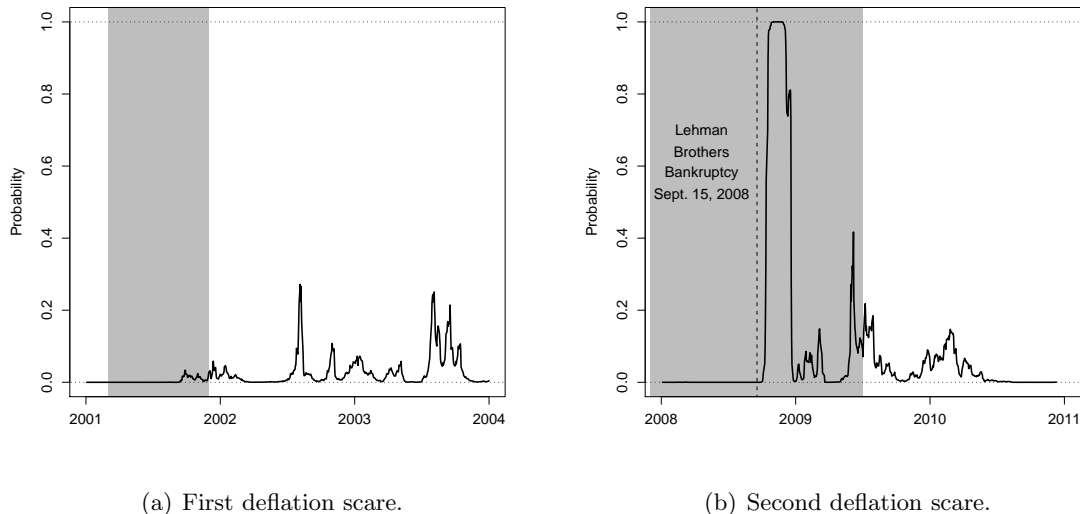 1.0
0.8
0.6
0.4
0.2
0.0
Probability
2001 2002 2003 2004
(a) First deflation scare.
1.0
0.8
0.6
0.4
0.2
0.0
Probability
Lehman
Brothers
Bankruptcy
Sept. 15, 2008
2008 2009 2010 2011
(b) Second deflation scare.